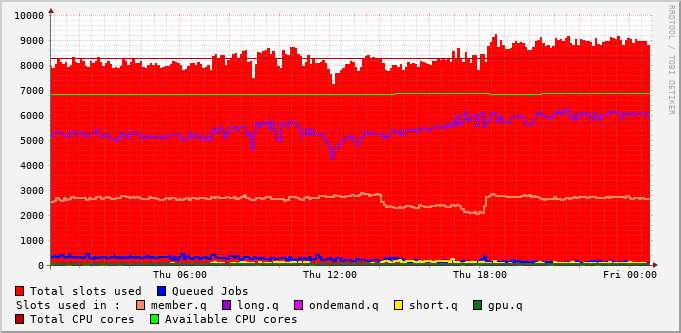 10000
9000
8000
7000
6000
5000
4000
3000
2000
1000
0
Thu 06:00 Thu 12:00 Thu 18:00 Fri 00:00
RRDTOOL / TOBI OETIKER
Total slots used Queued Jobs
Slots used in : member.q long.q ondemand.q short.q gpu.q
Total CPU cores Available CPU cores